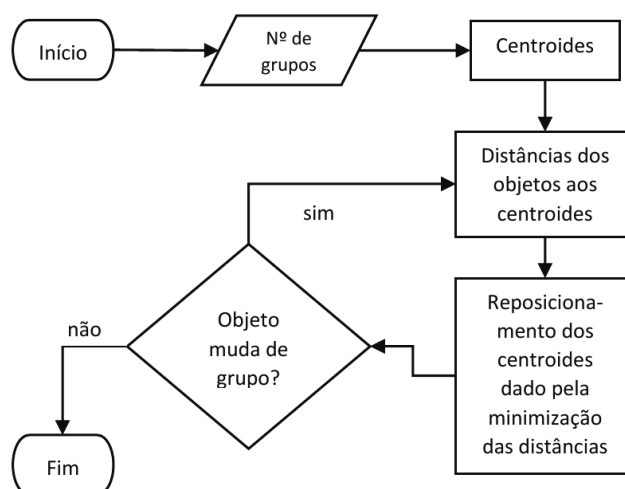 Início
Nº de
grupos
Centroides
Distâncias dos
objetos aos
centroides
sim
Reposiciona-
mento dos
centroides
dado pela
minimização
das distâncias
Objeto
muda de
grupo?
não
Fim